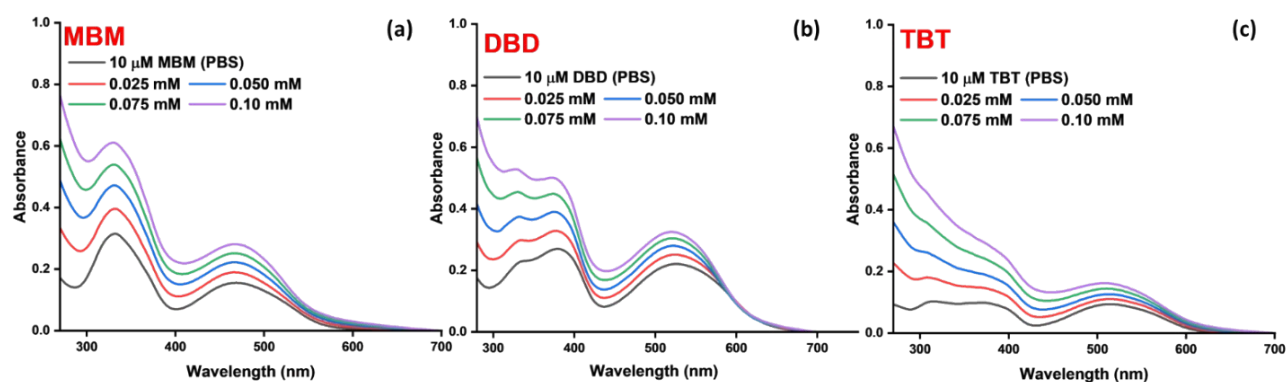 MBM
(a)
10 μM MBM (PBS)
0.025 mM 0.050 mM
0.075 mM 0.10 mM
1.0
0.8
0.6
0.4
0.2
0.0
Absorbance
300 400 500 600 700
Wavelength (nm)
DBD
(b)
10 μM DBD (PBS)
0.025 mM 0.050 mM
0.075 mM 0.10 mM
1.0
0.8
0.6
0.4
0.2
0.0
Absorbance
300 400 500 600 700
Wavelength (nm)
TBT
(c)
10 μM TBT (PBS)
0.025 mM 0.050 mM
0.075 mM 0.10 mM
1.0
0.8
0.6
0.4
0.2
0.0
Absorbance
300 400 500 600 700
Wavelength (nm)